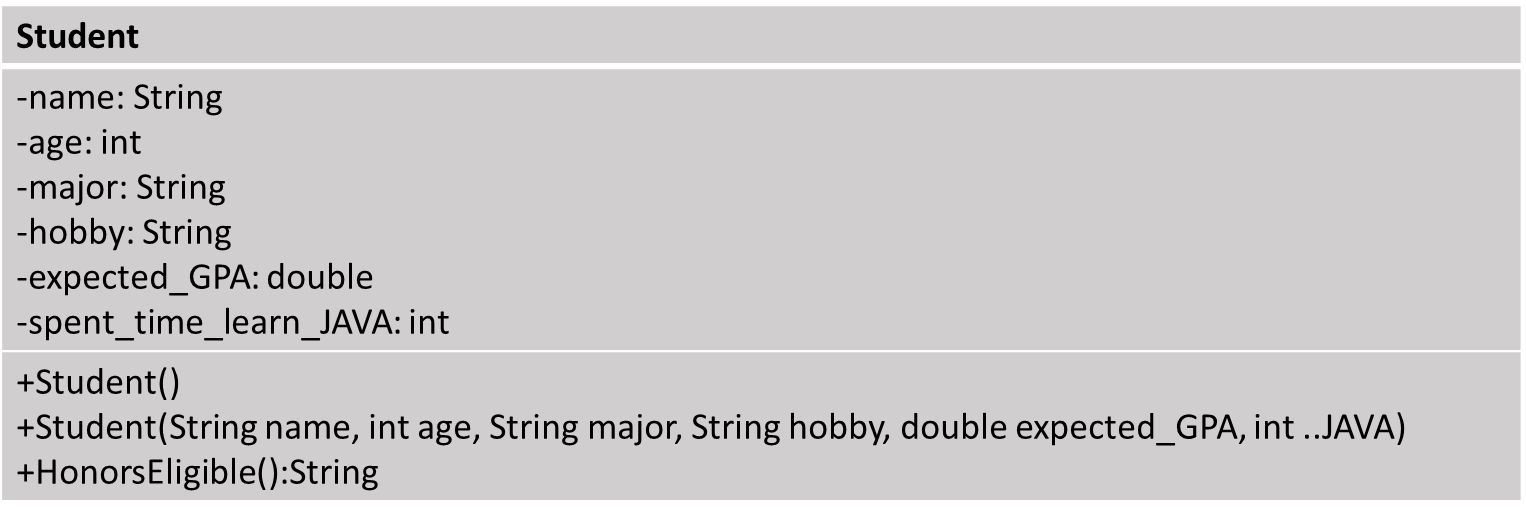 Student
-name: String
-age: int
-major: String
-hobby: String
-expected_GPA: double
-spent_time_learn_JAVA: int
+Student()
+Student(String name, int age, String major, String hobby, double expected_GPA, int ..JAVA)
+HonorsEligible():String